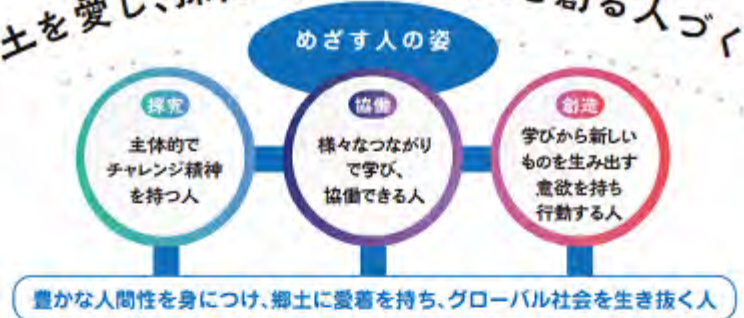 土を愛し、
創る人づく
めざす人の姿
探究
主体的で
チャレンジ精神
を持つ人
協働
様々なつながり
で学び、
協働できる人
創造
学びから新しい
ものを生み出す
意欲を持ち
行動する人
豊かな人間性を身につけ、郷土に愛着を持ち、グローバル社会を生き抜く人